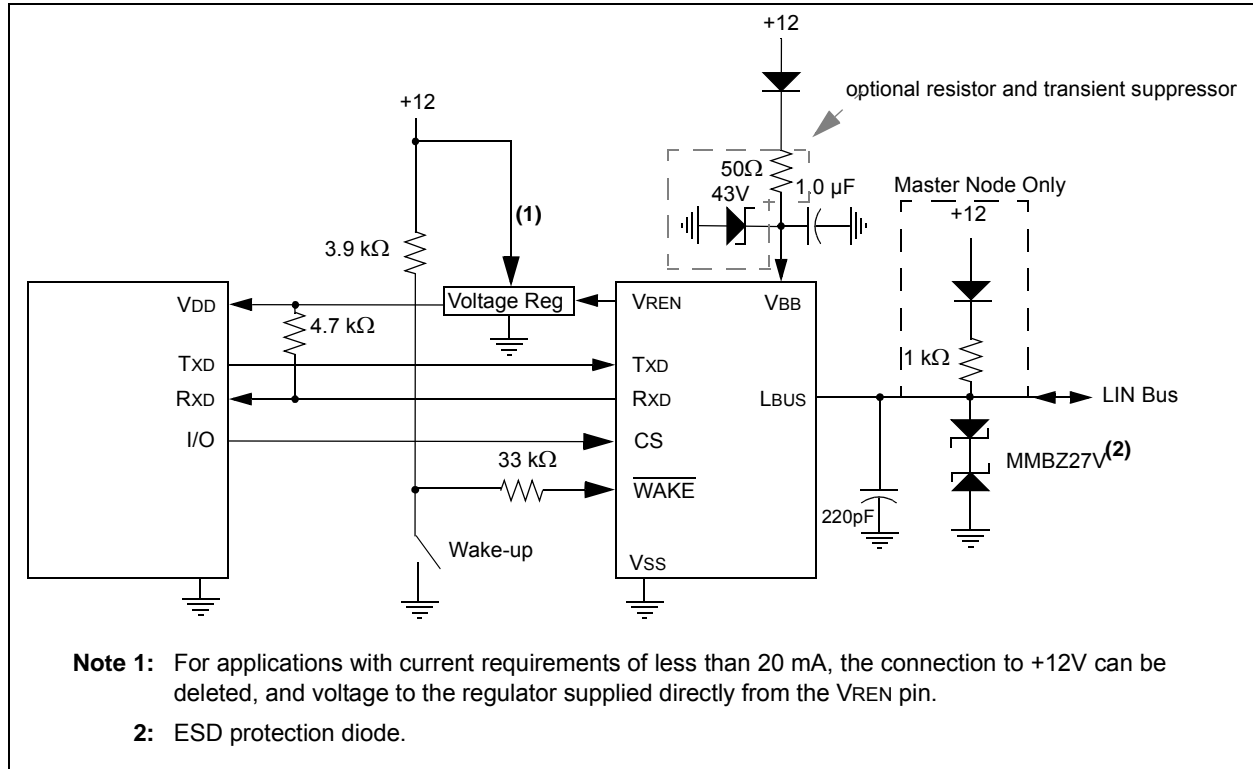 +12
optional resistor and transient suppressor
+12
50Ω
1.0 µF
43V
Master Node Only
+12
(1)
3.9 kΩ
VDD
Voltage Reg
VREN
VBB
4.7 kΩ
1 kΩ
TXD
TXD
RXD
RXD
LBUS
LIN Bus
I/O
CS
MMBZ27V(2)
33 kΩ
WAKE
220pF
Wake-up
VSS
Note 1: For applications with current requirements of less than 20 mA, the connection to +12V can be
deleted, and voltage to the regulator supplied directly from the VREN pin.
2: ESD protection diode.